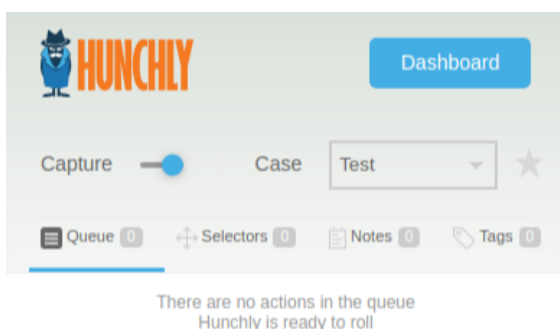 HUNCHLY
Dashboard
Capture
Case
Test
Queue 0
Selectors 0
Notes 0
Tags 0
There are no actions in the queue
Hunchly is ready to roll